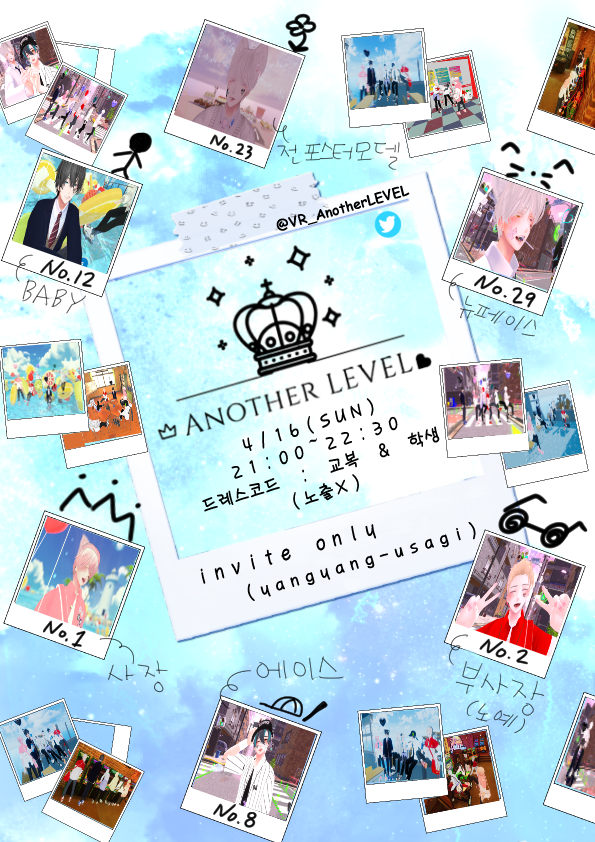 No.23
전 포스터모델
@VR_AnotherLEVEL
No.12
BABY
No.29
뉴페이스
ANOTHER LEVEL
4/16(SUN)
21:00~22:30
드레스코드 : 교복 & 학생
(노출X)
invite only
(yanguang-usagi)
No.1
사장
No.2
부사장
(노예)
에이스
No.8